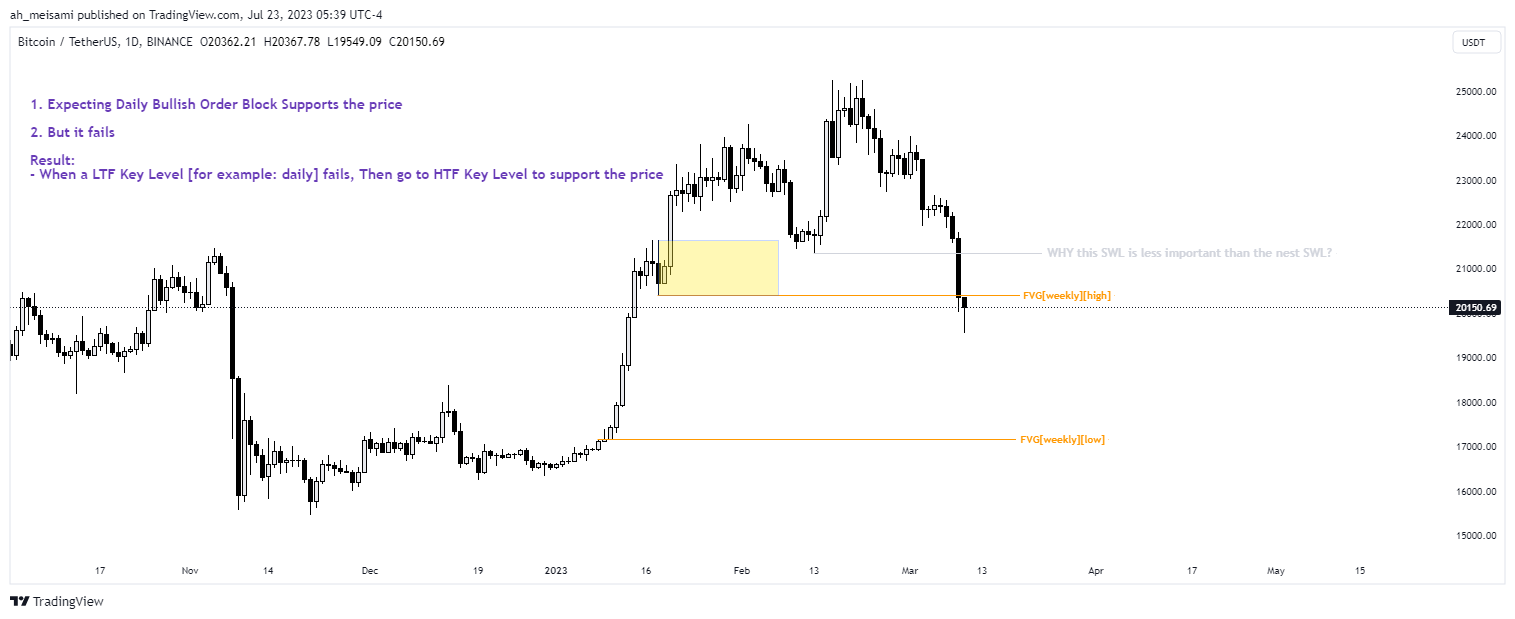 ah_meisami published on TradingView.com, Jul 23, 2023 05:39 UTC-4
Bitcoin / TetherUS, 1D, BINANCE O20362.21 H20367.78 L19549.09 C20150.69
USDT
1. Expecting Daily Bullish Order Block Supports the price
2. But it fails
Result:
- When a LTF Key Level [for example: daily] fails, Then go to HTF Key Level to support the price
25000.00
24000.00
23000.00
22000.00
WHY this SWL is less important than the nest SWL?
21000.00
FVG[weekly][high]
20150.69
20000.00
19000.00
18000.00
FVG[weekly][low]
17000.00
16000.00
15000.00
17 Nov 14 Dec 19 2023 16 Feb 13 Mar 13 Apr 17 May 15
TradingView